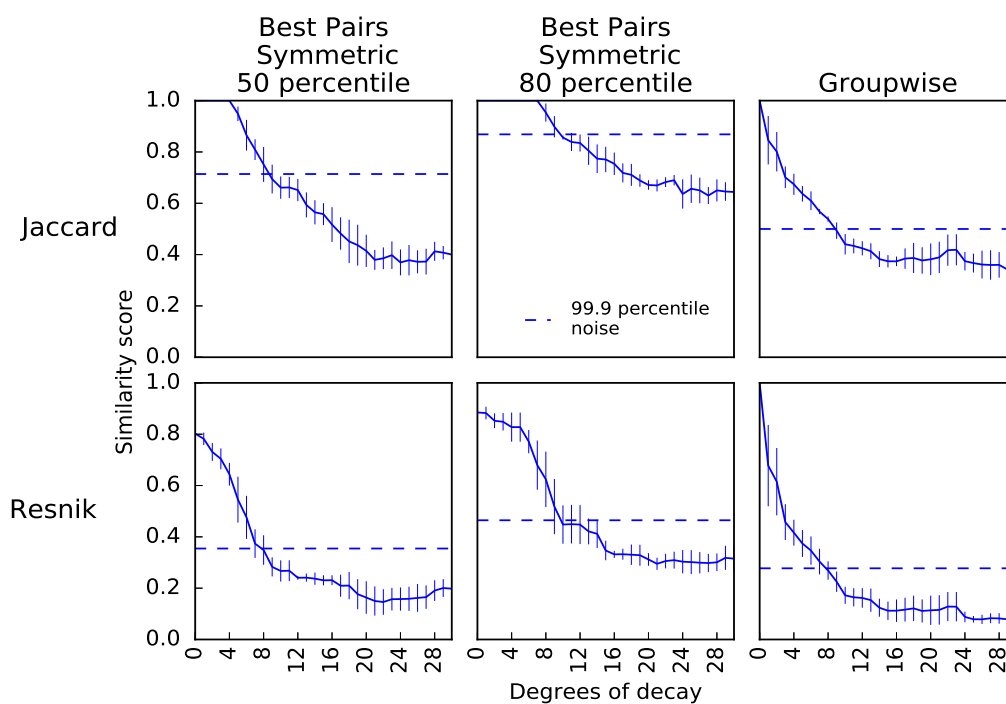 Best Pairs
Symmetric
50 percentile
Best Pairs
Symmetric
80 percentile
Groupwise
Jaccard
1.0
0.8
0.6
0.4
0.2
0.0
99.9 percentile
noise
Similarity score
Resnik
1.0
0.8
0.6
0.4
0.2
0.0
0 4 8 12 16 20 24 28
0 4 8 12 16 20 24 28
0 4 8 12 16 20 24 28
Degrees of decay